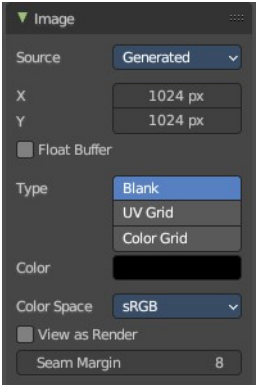 Image
Source Generated
X 1024 px
Y 1024 px
Float Buffer
Type Blank
UV Grid
Color Grid
Color
Color Space sRGB
View as Render
Seam Margin 8